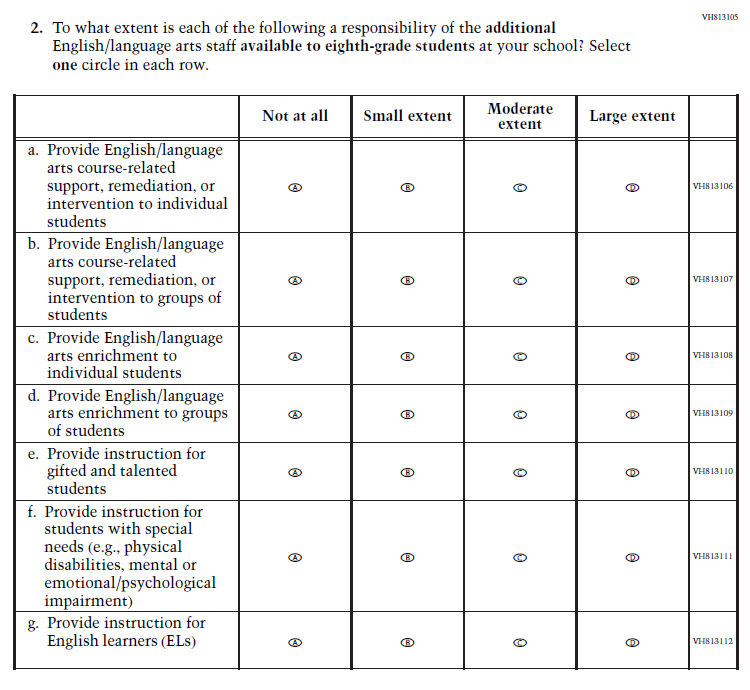 VH813105
2. To what extent is each of the following a responsibility of the additional
English/language arts staff available to eighth-grade students at your school? Select
one circle in each row.
Not at all Small extent Moderate extent Large extent
a. Provide English/language
arts course-related
support, remediation, or
intervention to individual
students
Ⓐ Ⓑ Ⓒ Ⓓ VH813106
b. Provide English/language
arts course-related
support, remediation, or
intervention to groups of
students
Ⓐ Ⓑ Ⓒ Ⓓ VH813107
c. Provide English/language
arts enrichment to
individual students
Ⓐ Ⓑ Ⓒ Ⓓ VH813108
d. Provide English/language
arts enrichment to groups
of students
Ⓐ Ⓑ Ⓒ Ⓓ VH813109
e. Provide instruction for
gifted and talented
students
Ⓐ Ⓑ Ⓒ Ⓓ VH813110
f. Provide instruction for
students with special
needs (e.g., physical
disabilities, mental or
emotional/psychological
impairment)
Ⓐ Ⓑ Ⓒ Ⓓ VH813111
g. Provide instruction for
English learners (ELs)
Ⓐ Ⓑ Ⓒ Ⓓ VH813112